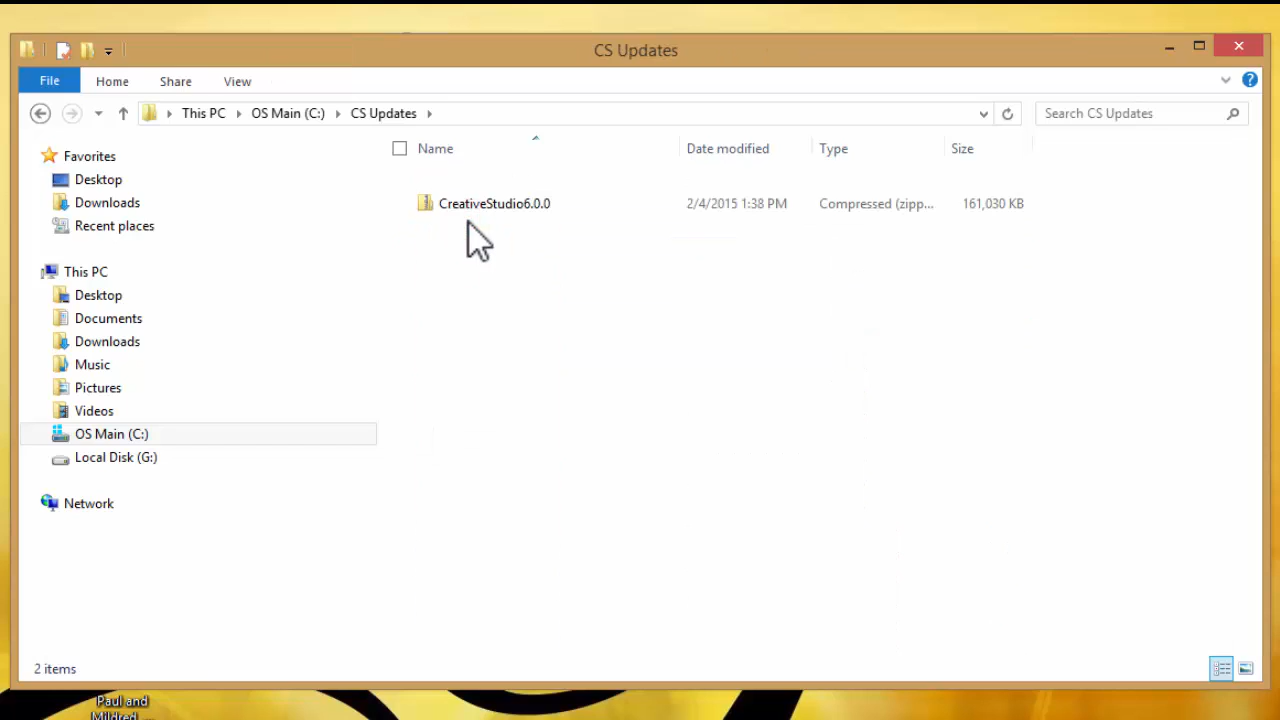 CS Updates
File Home Share View
This PC OS Main (C:) CS Updates Search CS Updates
Name Date modified Type Size
CreativeStudio6.0.0 2/4/2015 1:38 PM Compressed (zipp... 161,030 KB
Favorites
Desktop
Downloads
Recent places
This PC
Desktop
Documents
Downloads
Music
Pictures
Videos
OS Main (C:)
Local Disk (G:)
Network
2 items
Paul and
Mildred ...